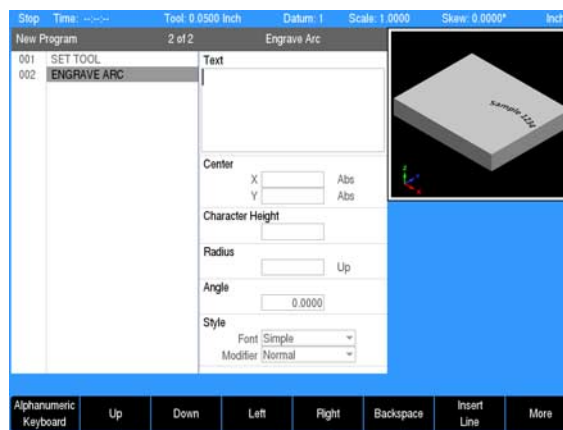 Stop Time: --:--:-- Tool: 0.0500 Inch Datum: 1 Scale: 1.0000 Skew: 0.0000° Inch
New Program 2 of 2 Engrave Arc
001 SET TOOL
002 ENGRAVE ARC
Text
Center
X Abs
Y Abs
Character Height
Radius
Up
Angle
0.0000
Style
Font Simple
Modifier Normal
Sample 1234
Z
Alphanumeric Keyboard Up Down Left Right Backspace Insert Line More